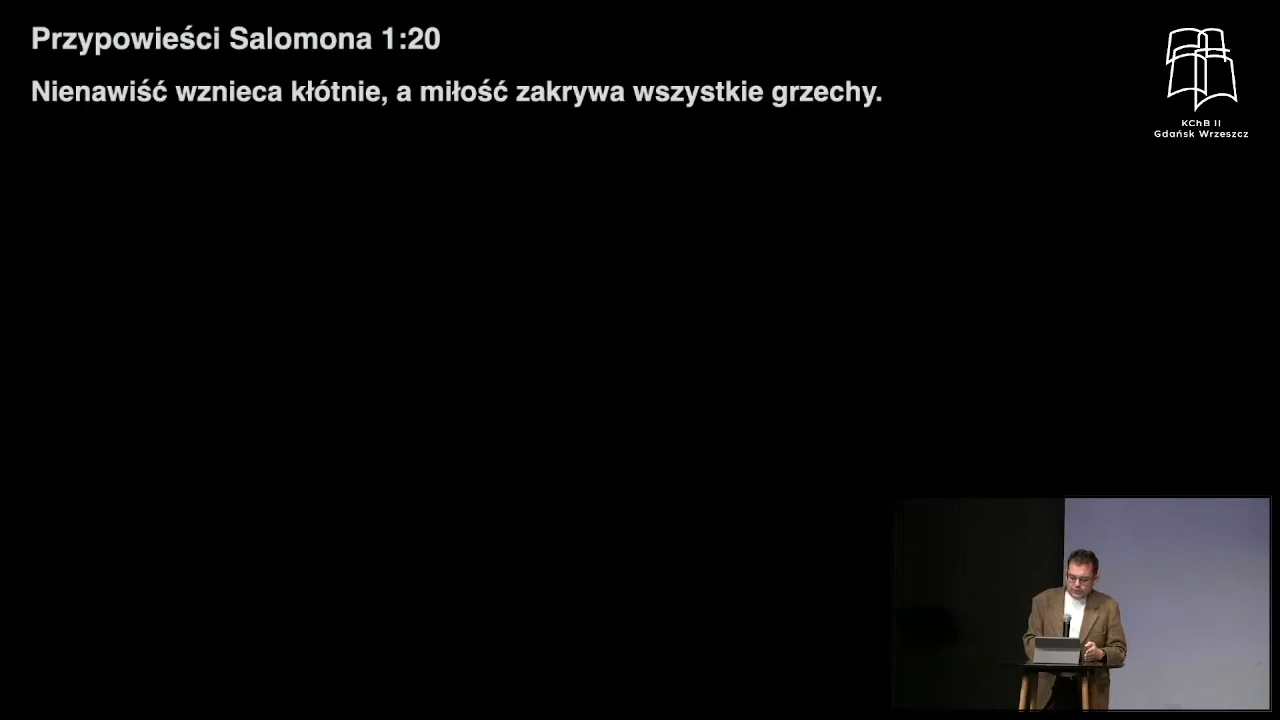 Przypowieści Salomona 1:20
Nienawiść wznieca kłótnie, a miłość zakrywa wszystkie grzechy.
KChB II
Gdańsk Wrzeszcz